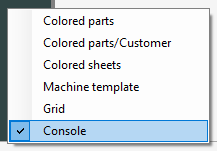 Colored parts
Colored parts/Customer
Colored sheets
Machine template
Grid
Console